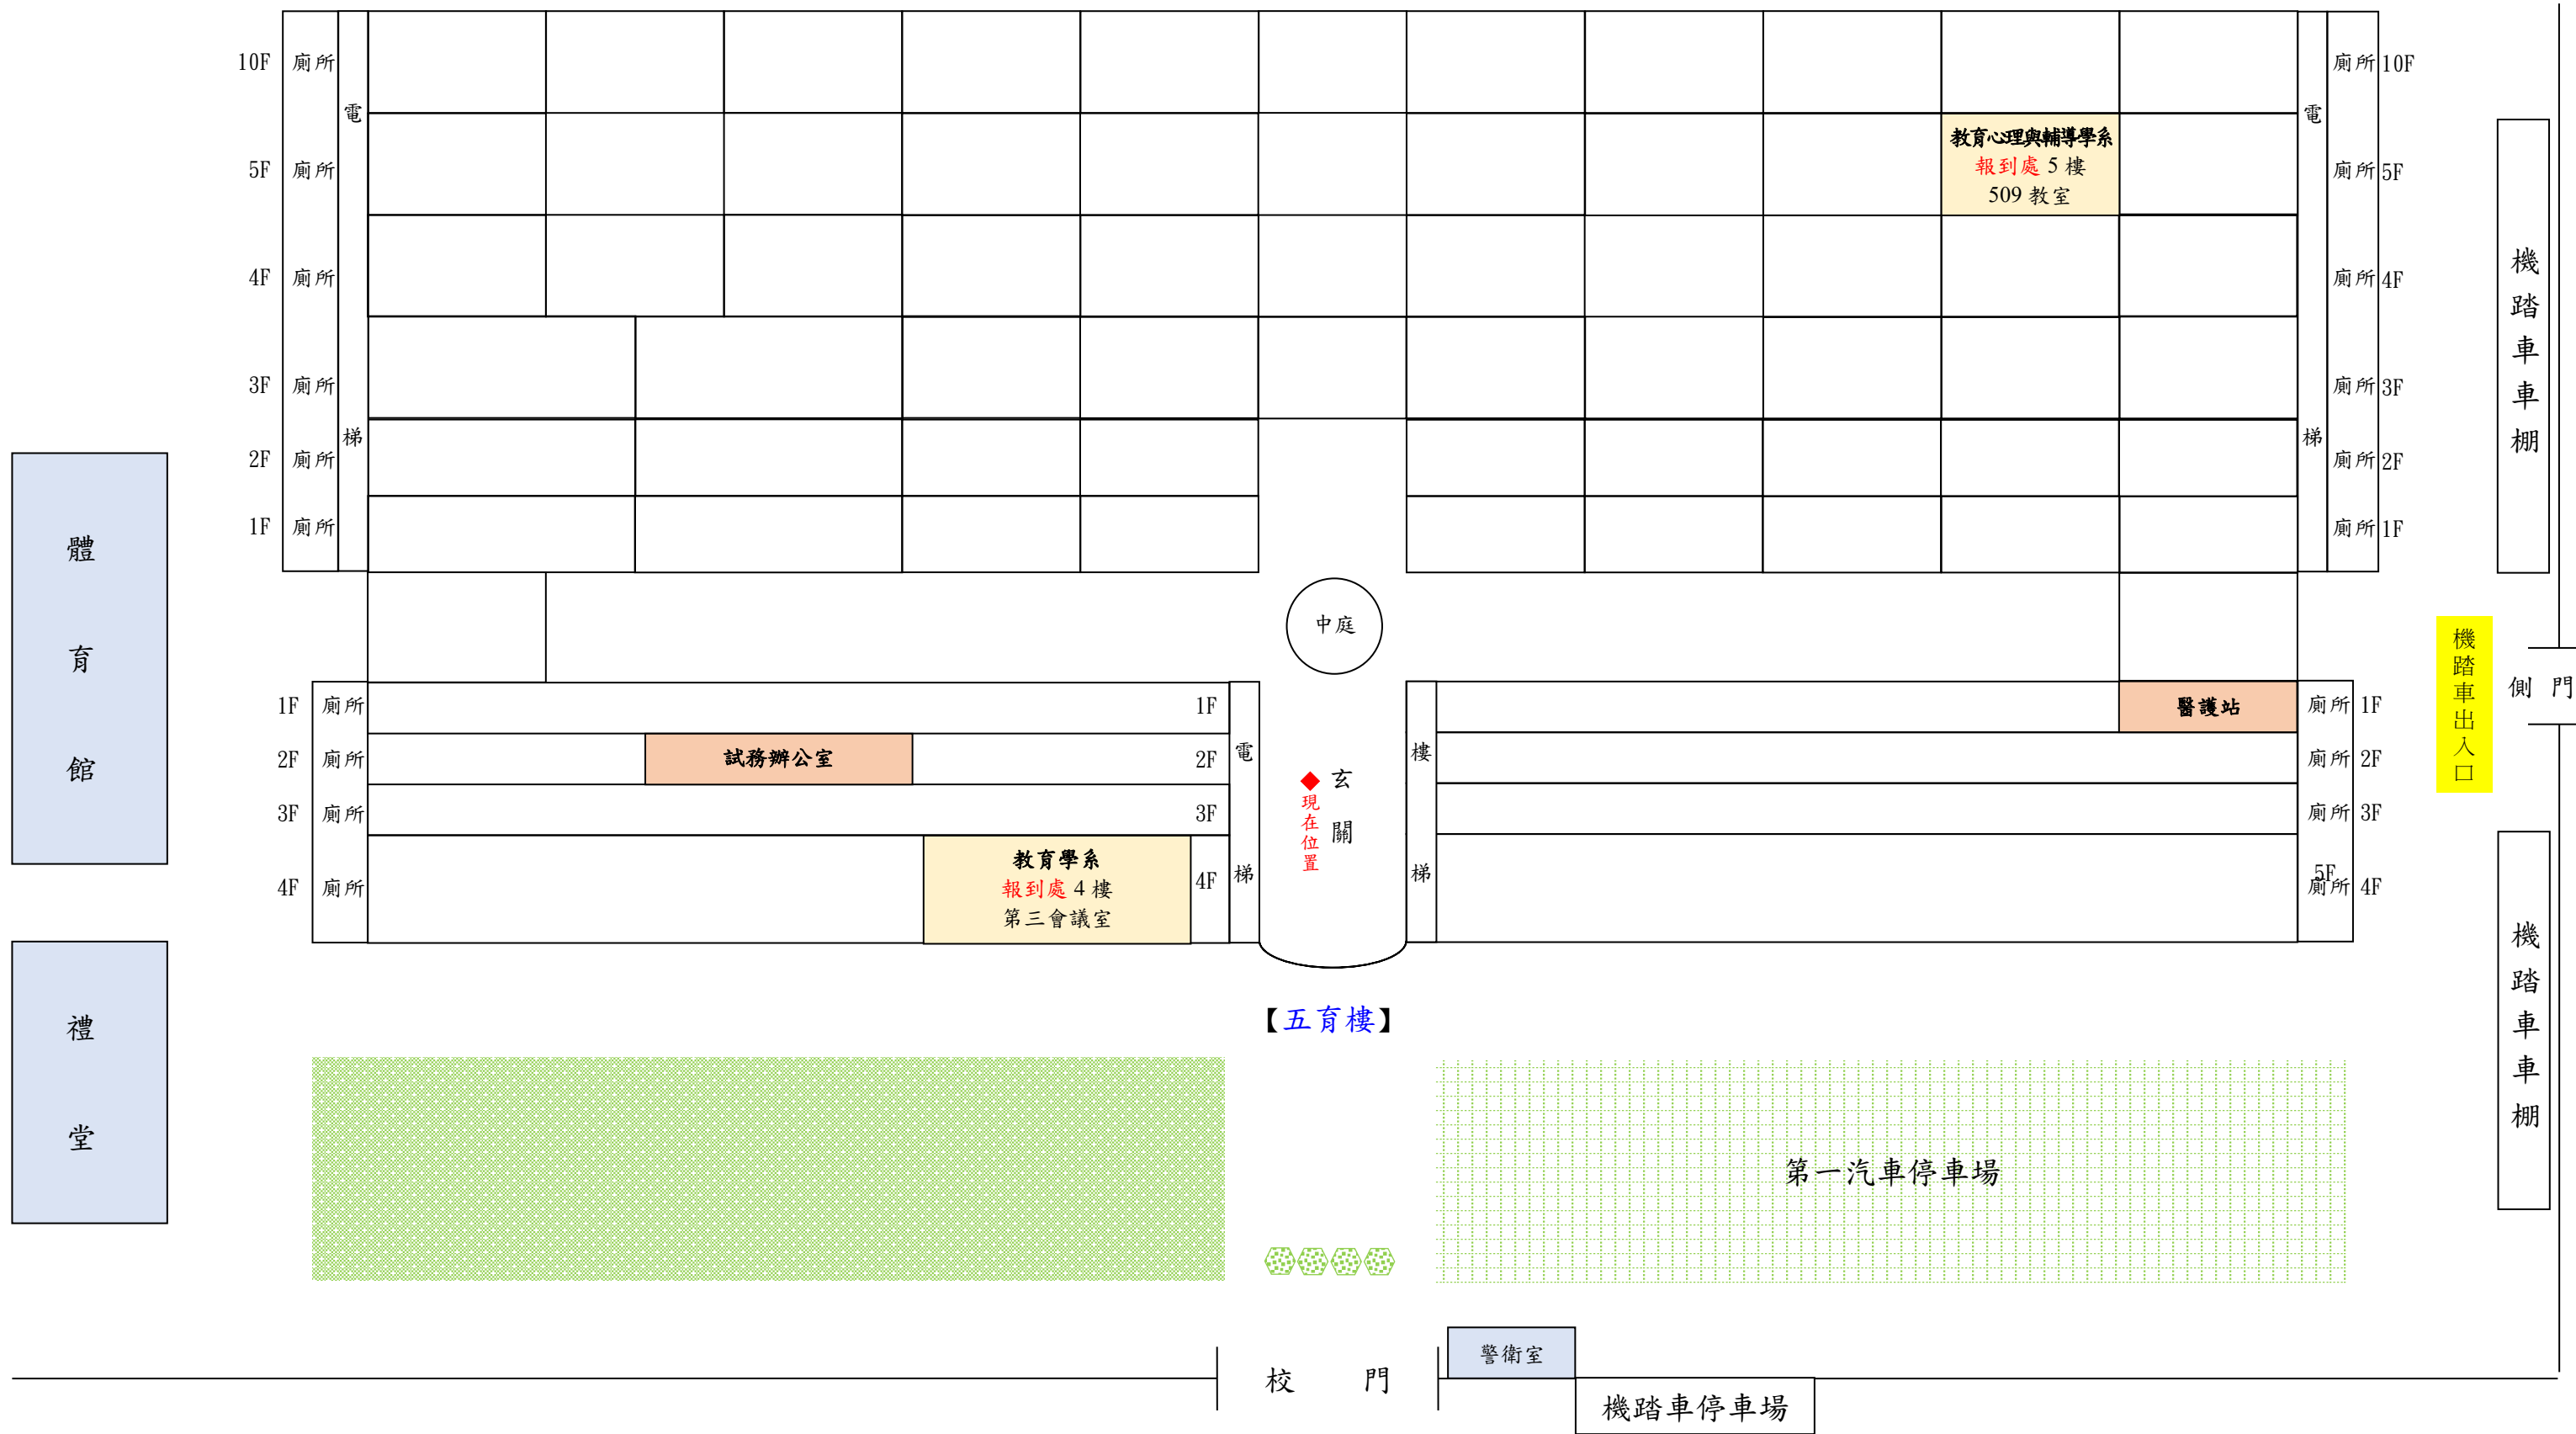 10F 廁所 廁所 10F
電 電
教育心理與輔導學系
5F 廁所 報到處 5 樓 廁所 5F
509 教室
4F 廁所 廁所 4F
3F 廁所 廁所 3F
梯 梯
2F 廁所 廁所 2F
1F 廁所 廁所 1F
機踏車車棚
體育館
中庭
機踏車出入口
側門
1F 廁所 1F 醫護站 廁所 1F
2F 廁所 試務辦公室 2F 廁所 2F
電梯
樓梯
玄關
現在位置
3F 廁所 3F 廁所 3F
教育學系
4F 廁所 報到處 4 樓 4F 5F 廁所 4F
第三會議室
機踏車車棚
禮堂
【五育樓】
第一汽車停車場
警衛室
校門
機踏車停車場